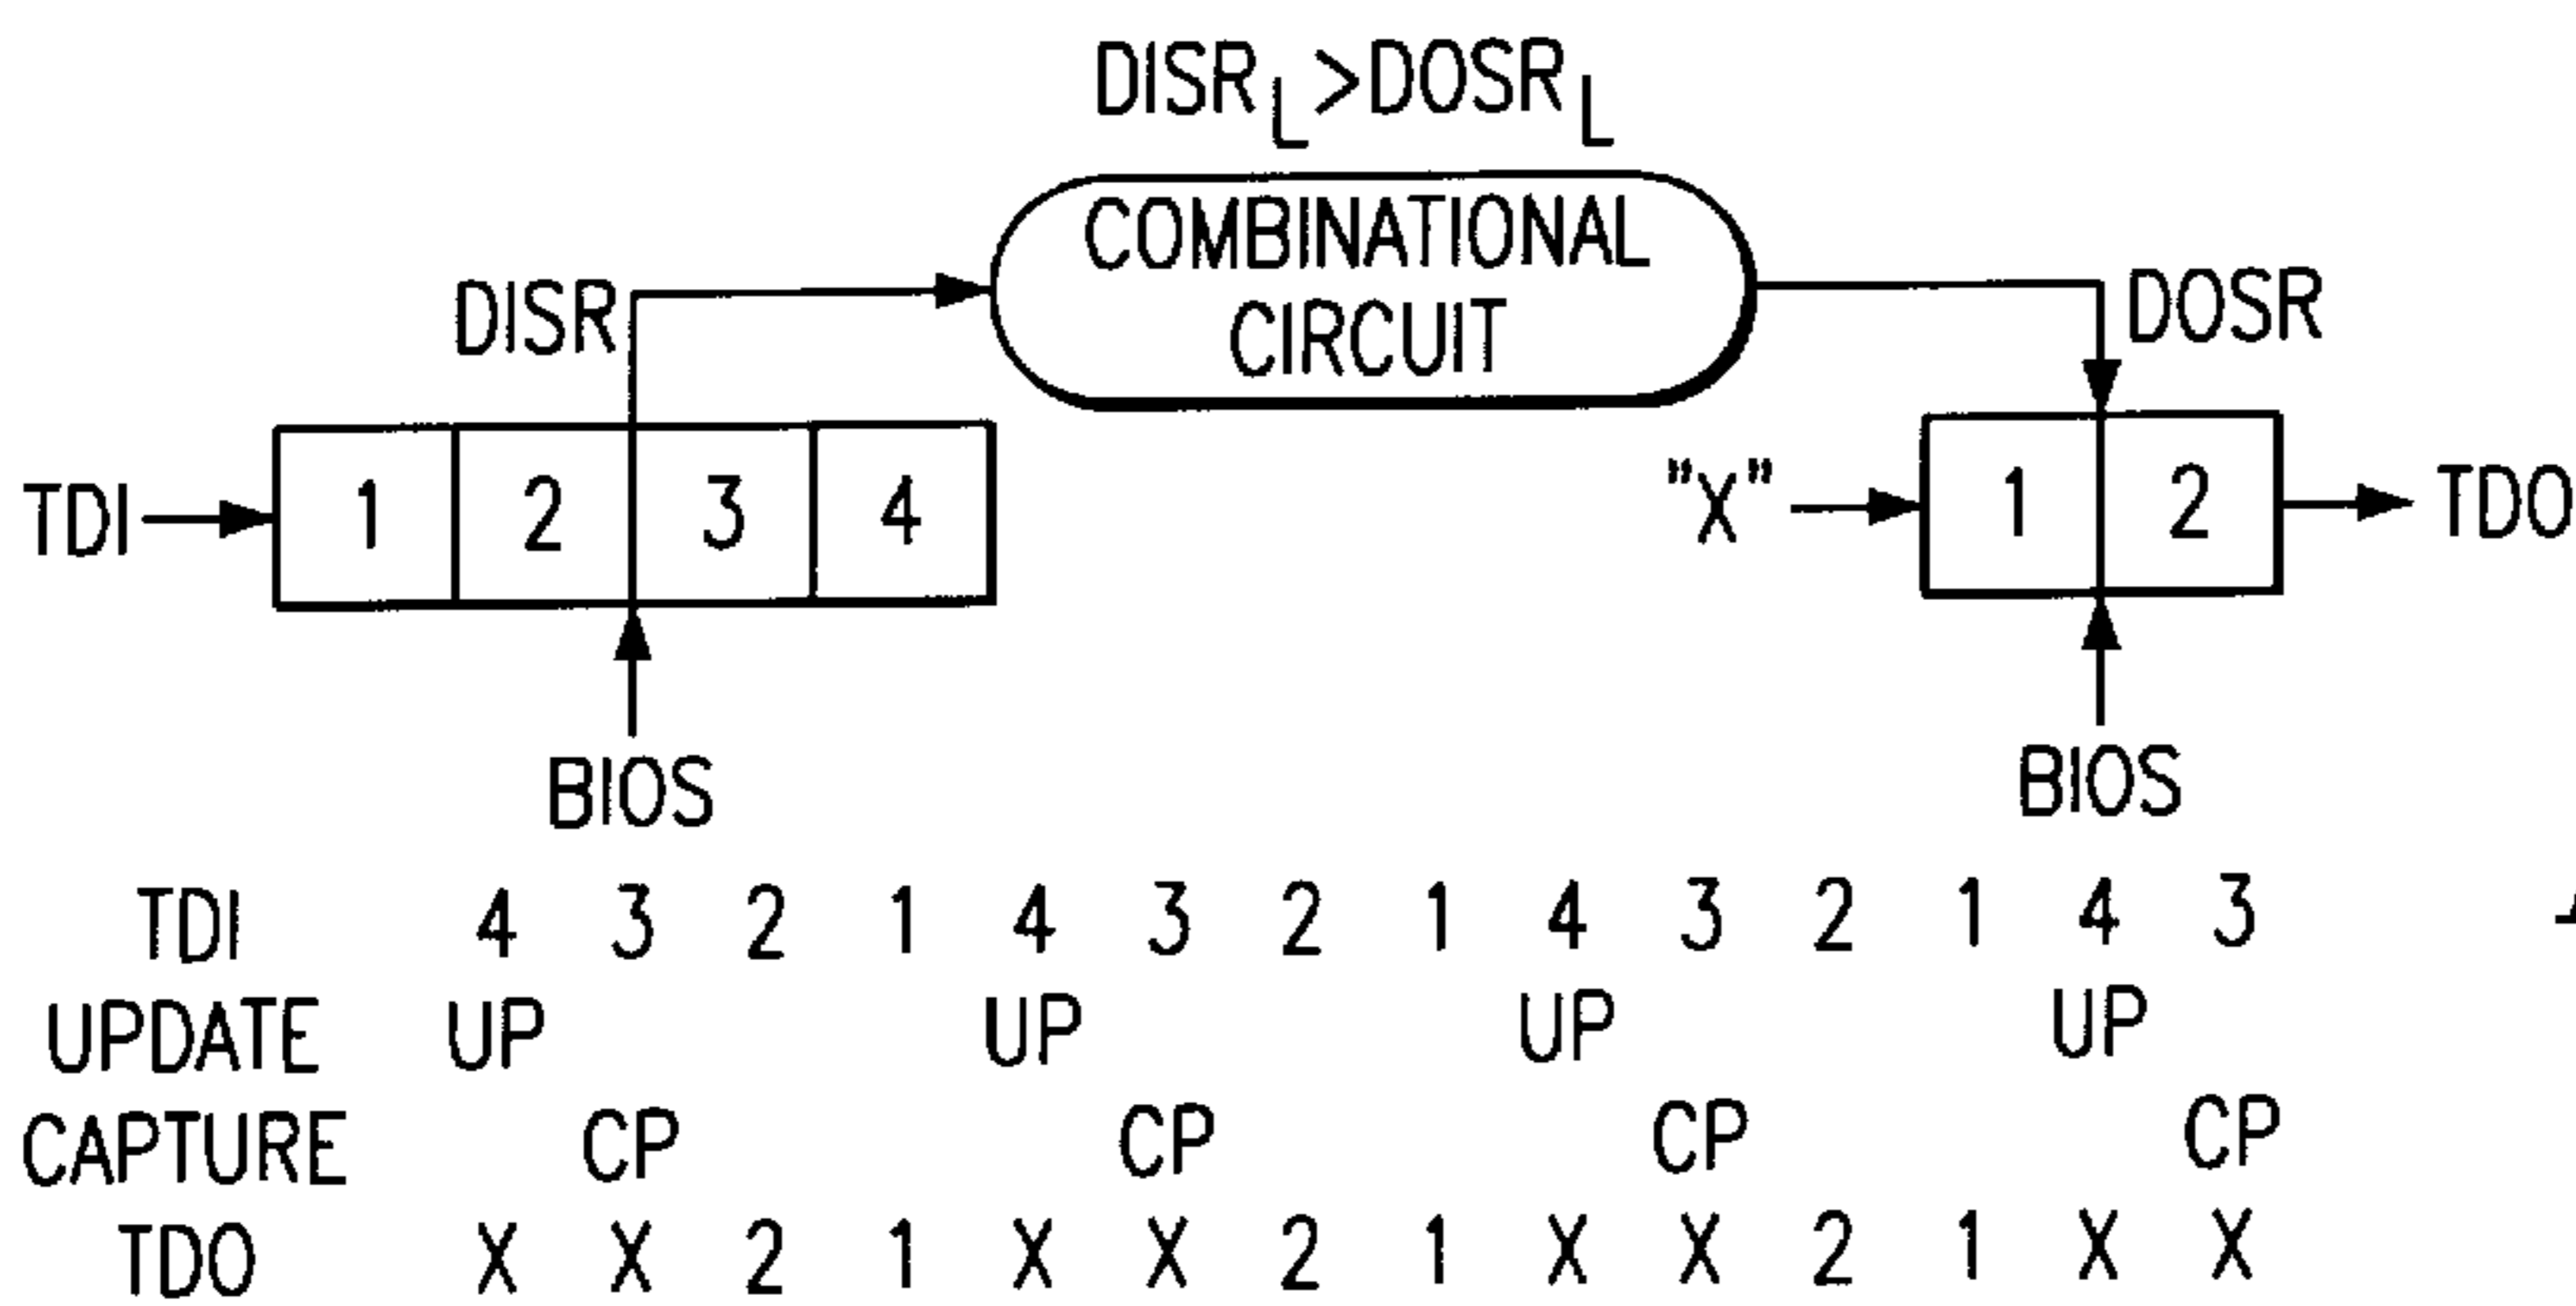 DISR L > DOSR L
COMBINATIONAL
CIRCUIT
DISR
DOSR
TDI
1 2 3 4
"X"
1 2
TDO
BIOS
BIOS
TDI 4 3 2 1 4 3 2 1 4 3 2 1 4 3
UPDATE UP UP UP UP
CAPTURE CP CP CP CP
TDO X X 2 1 X X 2 1 X X 2 1 X X